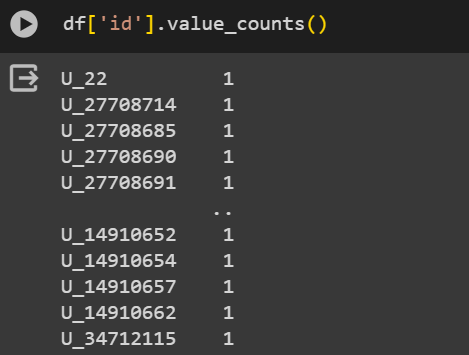 df['id'].value_counts()
U_22 1
U_27708714 1
U_27708685 1
U_27708690 1
U_27708691 1
..
U_14910652 1
U_14910654 1
U_14910657 1
U_14910662 1
U_34712115 1